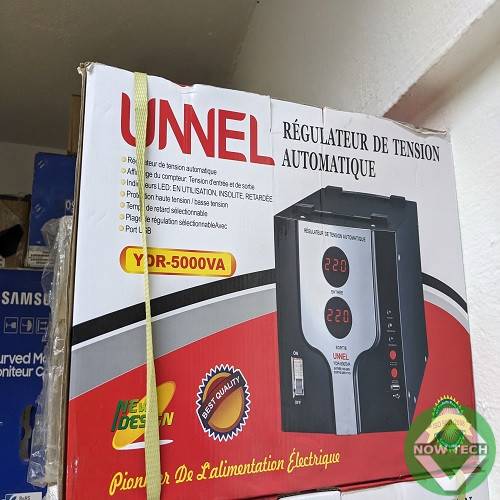 UNNEL
RÉGULATEUR DE TENSION
AUTOMATIQUE
Régulateur de tension automatique
Affichage du compteur: Tension d'entrée et de sortie
Indicateurs LED: EN UTILISATION, INSOLITE, RETARDÉE
Protection haute tension / basse tension
Temps de retard sélectionnable
Plage de régulation sélectionnableAvec
Port USB
YDR-5000VA
RÉGULATEUR DE TENSION AUTOMATIQUE
220
ENTRÉE
220
SORTIE
UNNEL
ON
OFF
NEW
DESIGN
BEST QUALITY
Pionnier De L'alimentation Électrique
SAMSUNG
Curved
NOW-TECH